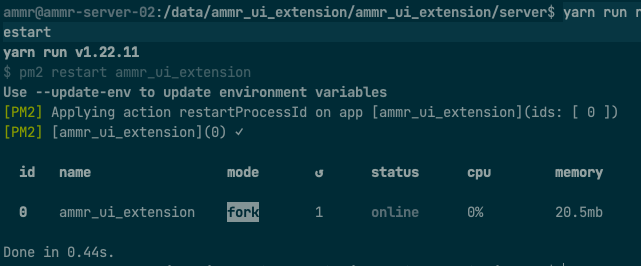 ammr@ammr-server-02:/data/ammr_ui_extension/ammr_ui_extension/server$ yarn run r
estart
yarn run v1.22.11
$ pm2 restart ammr_ui_extension
Use --update-env to update environment variables
[PM2] Applying action restartProcessId on app [ammr_ui_extension](ids: [ 0 ])
[PM2] [ammr_ui_extension](0) ✓
id name mode ↺ status cpu memory
0 ammr_ui_extension fork 1 online 0% 20.5mb
Done in 0.44s.